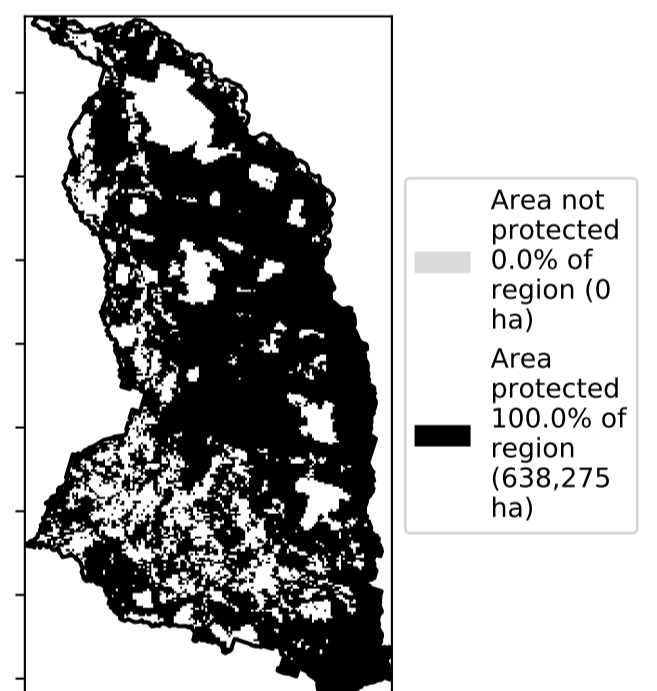 Area not
protected
0.0% of
region (0
ha)
Area
protected
100.0% of
region
(638,275
ha)